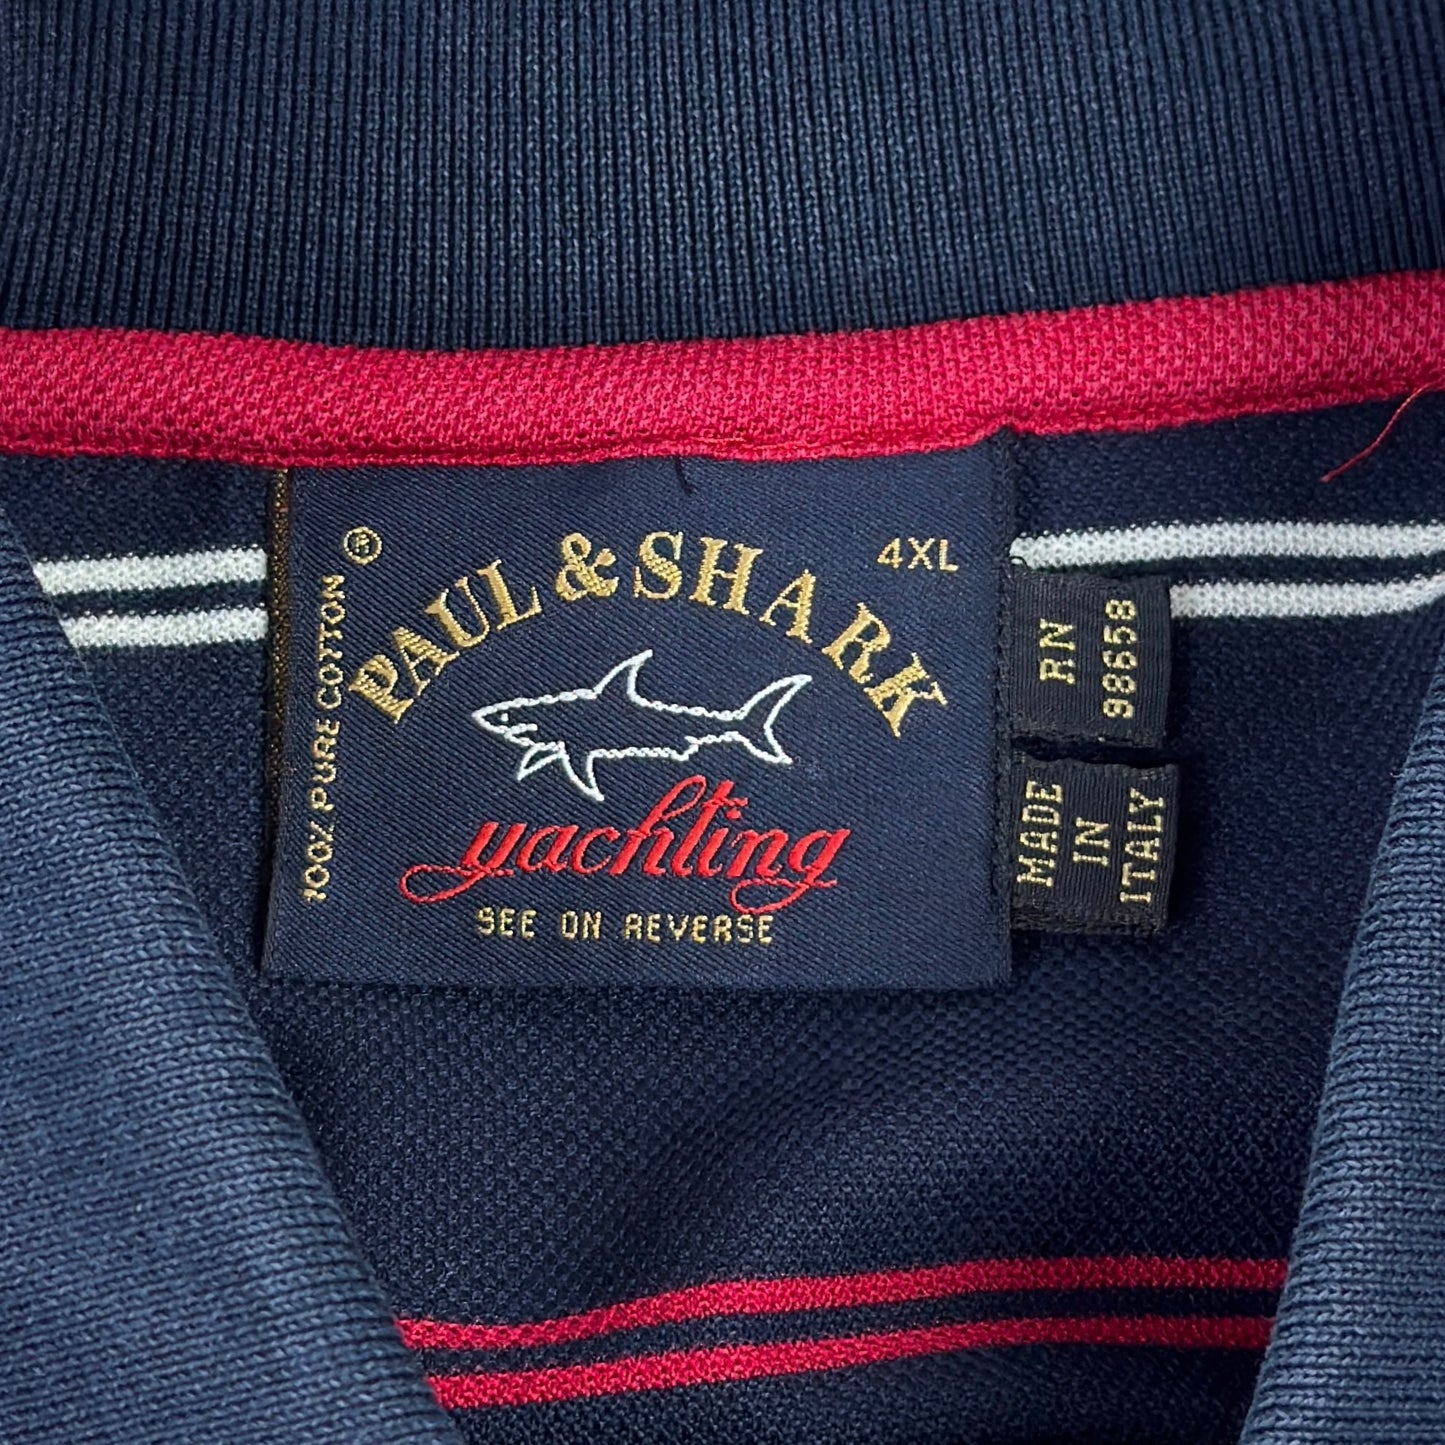 ®
PAUL & SHARK
4XL
100% PURE COTTON
yachting
SEE ON REVERSE
RN
98658
MADE
IN
ITALY